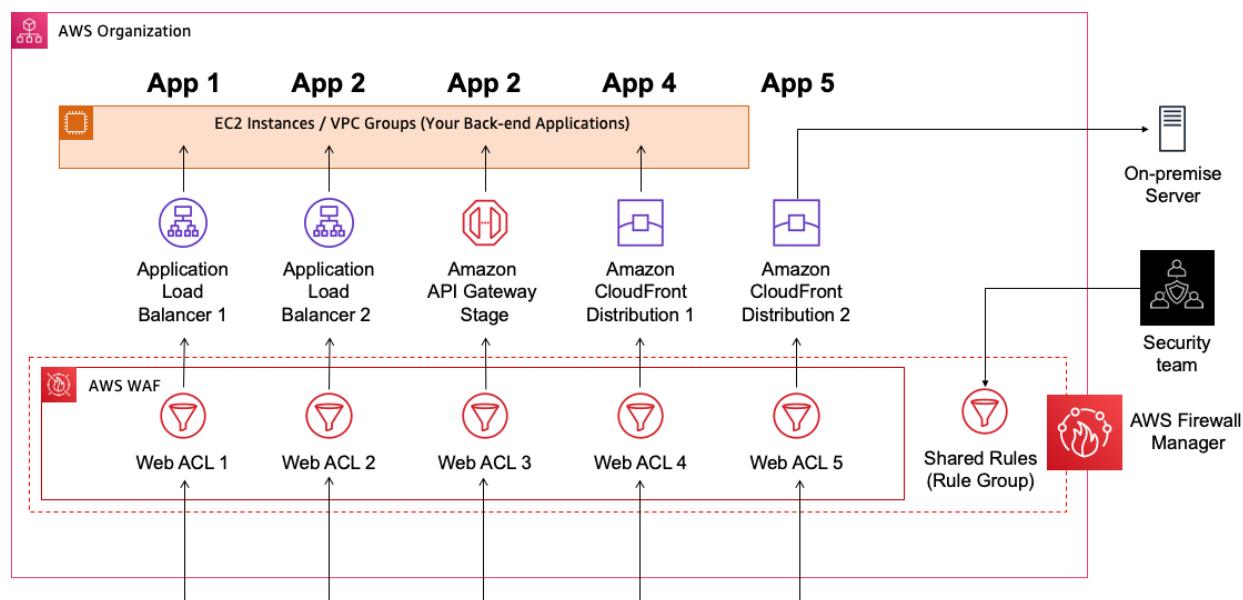 AWS Organization
App 1
App 2
App 2
App 4
App 5
EC2 Instances / VPC Groups (Your Back-end Applications)
On-premise
Server
Application
Load
Balancer 1
Application
Load
Balancer 2
Amazon
API Gateway
Stage
Amazon
CloudFront
Distribution 1
Amazon
CloudFront
Distribution 2
Security
team
AWS WAF
Web ACL 1
Web ACL 2
Web ACL 3
Web ACL 4
Web ACL 5
Shared Rules
(Rule Group)
AWS Firewall
Manager